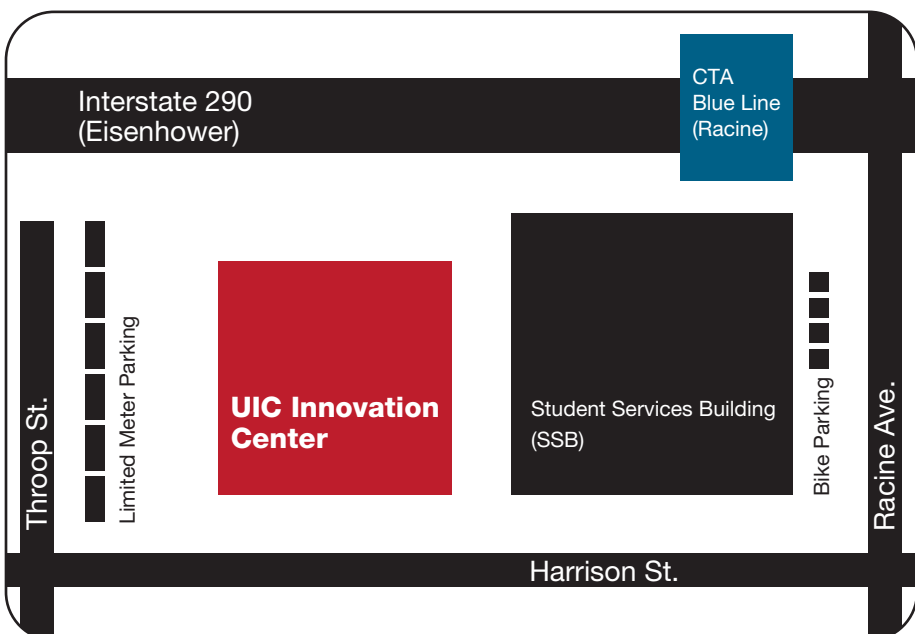 Interstate 290
(Eisenhower)
CTA
Blue Line
(Racine)
Throop St.
Limited Meter Parking
UIC Innovation
Center
Student Services Building
(SSB)
Bike Parking
Racine Ave.
Harrison St.